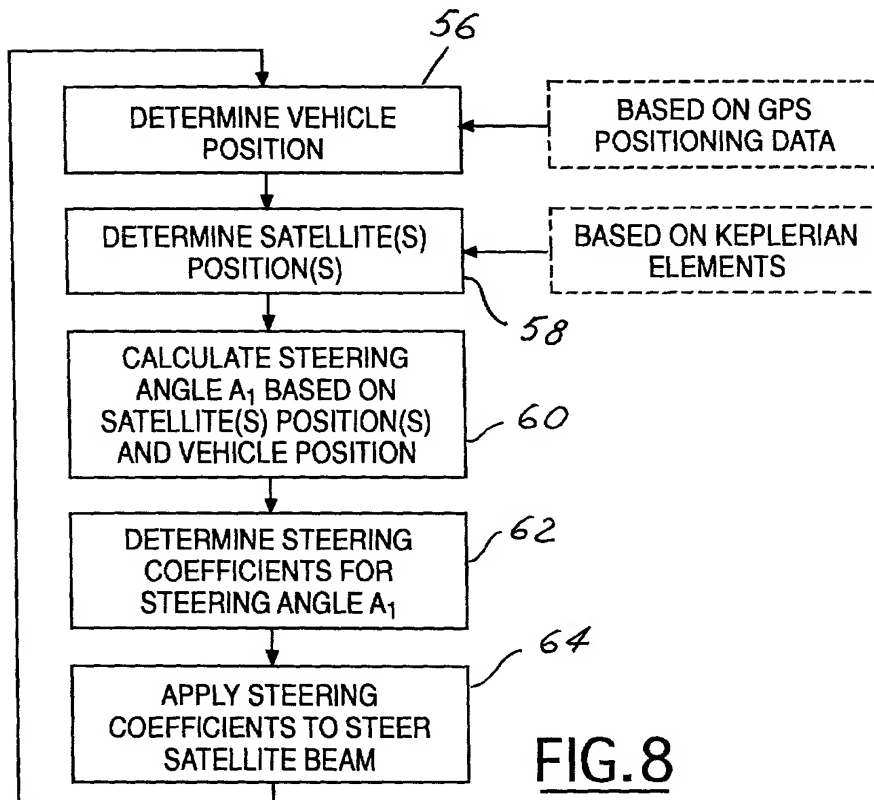 56
DETERMINE VEHICLE
POSITION
BASED ON GPS
POSITIONING DATA
DETERMINE SATELLITE(S)
POSITION(S)
BASED ON KEPLERIAN
ELEMENTS
58
CALCULATE STEERING
ANGLE A₁ BASED ON
SATELLITE(S) POSITION(S)
AND VEHICLE POSITION
60
DETERMINE STEERING
COEFFICIENTS FOR
STEERING ANGLE A₁
62
64
APPLY STEERING
COEFFICIENTS TO STEER
SATELLITE BEAM
FIG.8